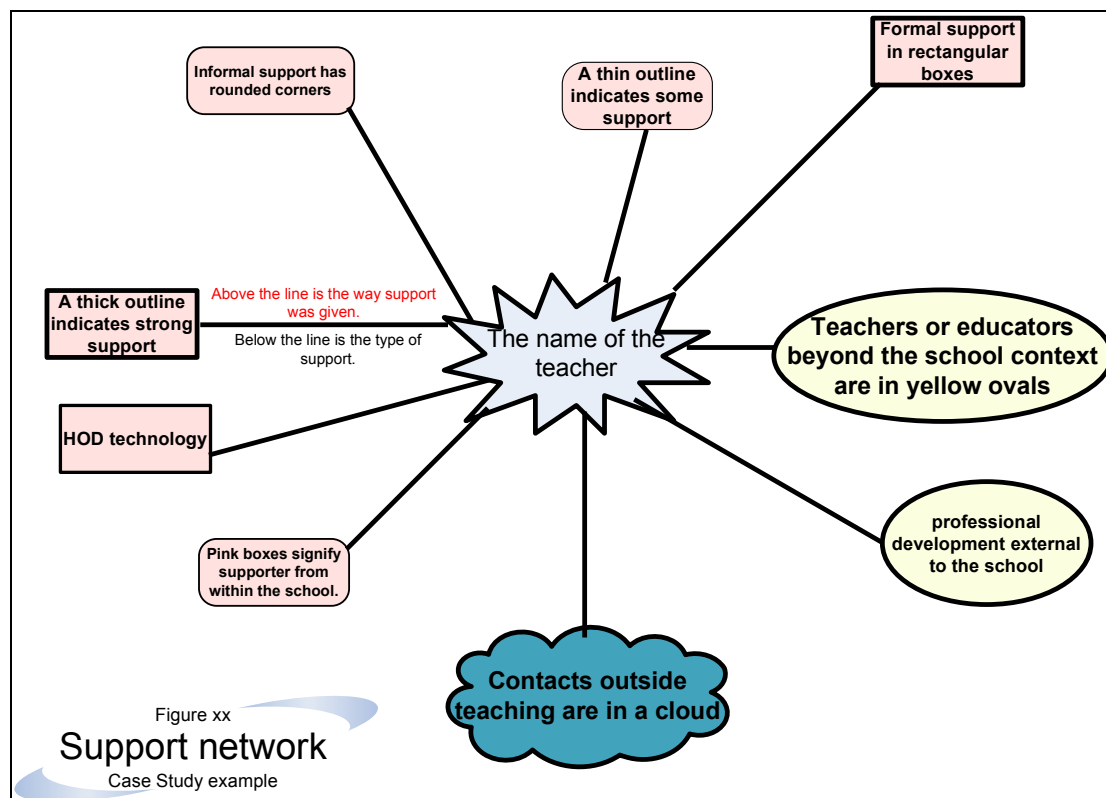 Informal support has
rounded corners
A thin outline
indicates some
support
Formal support
in rectangular
boxes
A thick outline
indicates strong
support
Above the line is the way support
was given.
Below the line is the type of
support.
The name of the
teacher
Teachers or educators
beyond the school context
are in yellow ovals
HOD technology
professional
development external
to the school
Pink boxes signify
supporter from
within the school.
Contacts outside
teaching are in a cloud
Figure xx
Support network
Case Study example